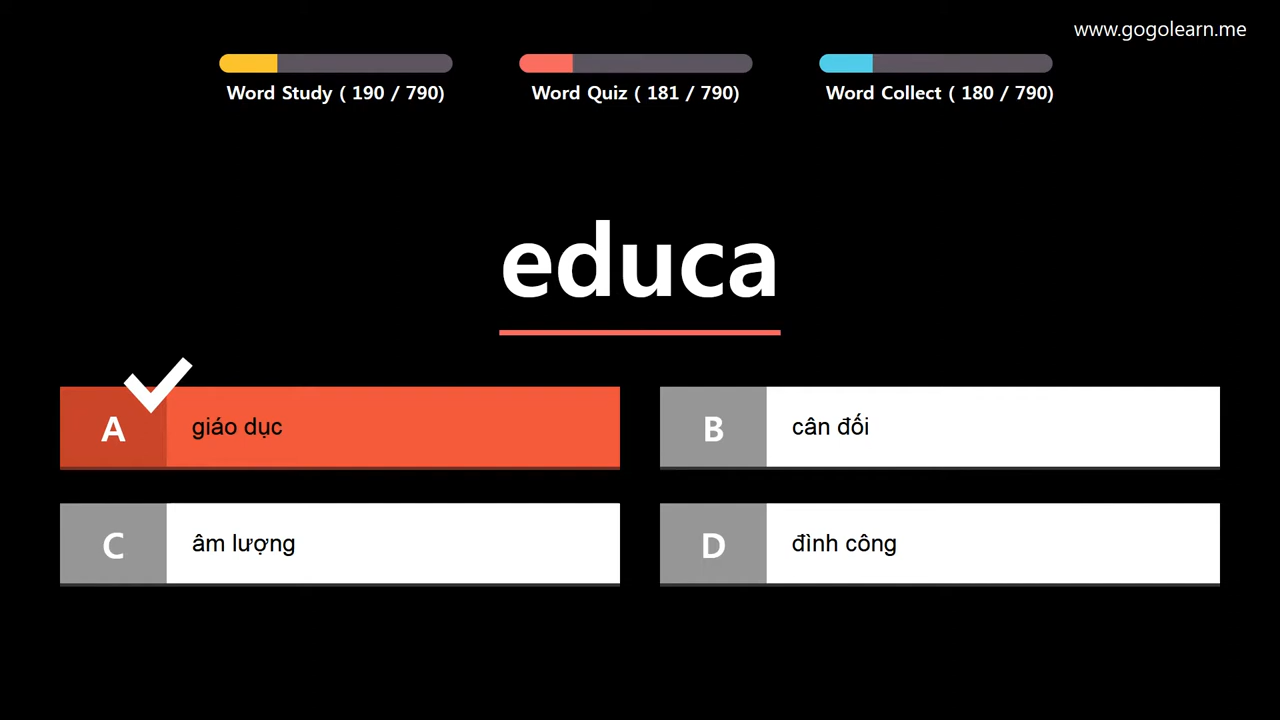 www.gogolearn.me
Word Study ( 190 / 790)
Word Quiz ( 181 / 790)
Word Collect ( 180 / 790)
educa
A giáo dục
B cân đối
C âm lượng
D đình công